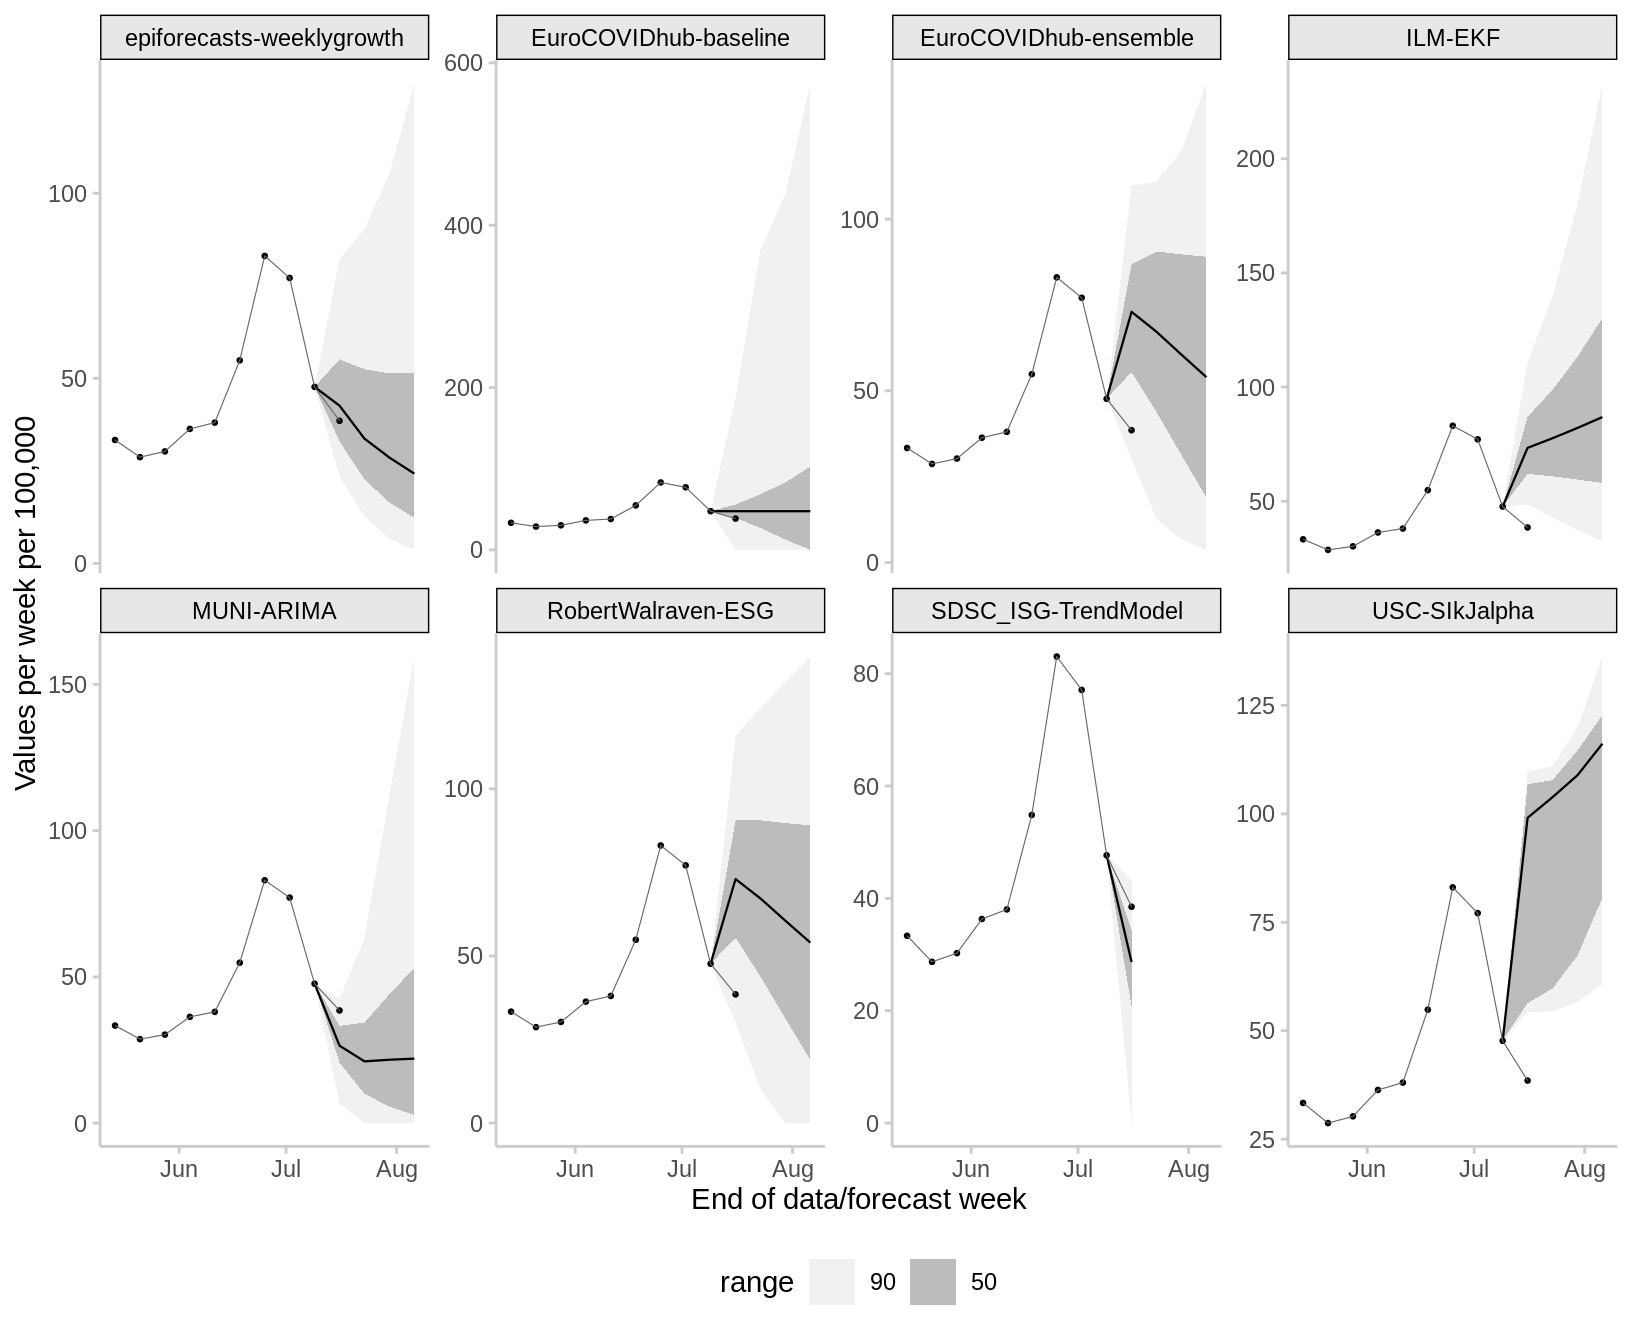 epiforecasts-weeklygrowth
EuroCOVIDhub-baseline
EuroCOVIDhub-ensemble
ILM-EKF
100
50
0
600
400
200
0
100
50
0
200
150
100
50
Values per week per 100,000
MUNI-ARIMA
RobertWalraven-ESG
SDSC_ISG-TrendModel
USC-SIkJalpha
150
100
50
0
100
50
0
80
60
40
20
0
125
100
75
50
25
Jun Jul Aug
Jun Jul Aug
Jun Jul Aug
Jun Jul Aug
End of data/forecast week
range 90 50